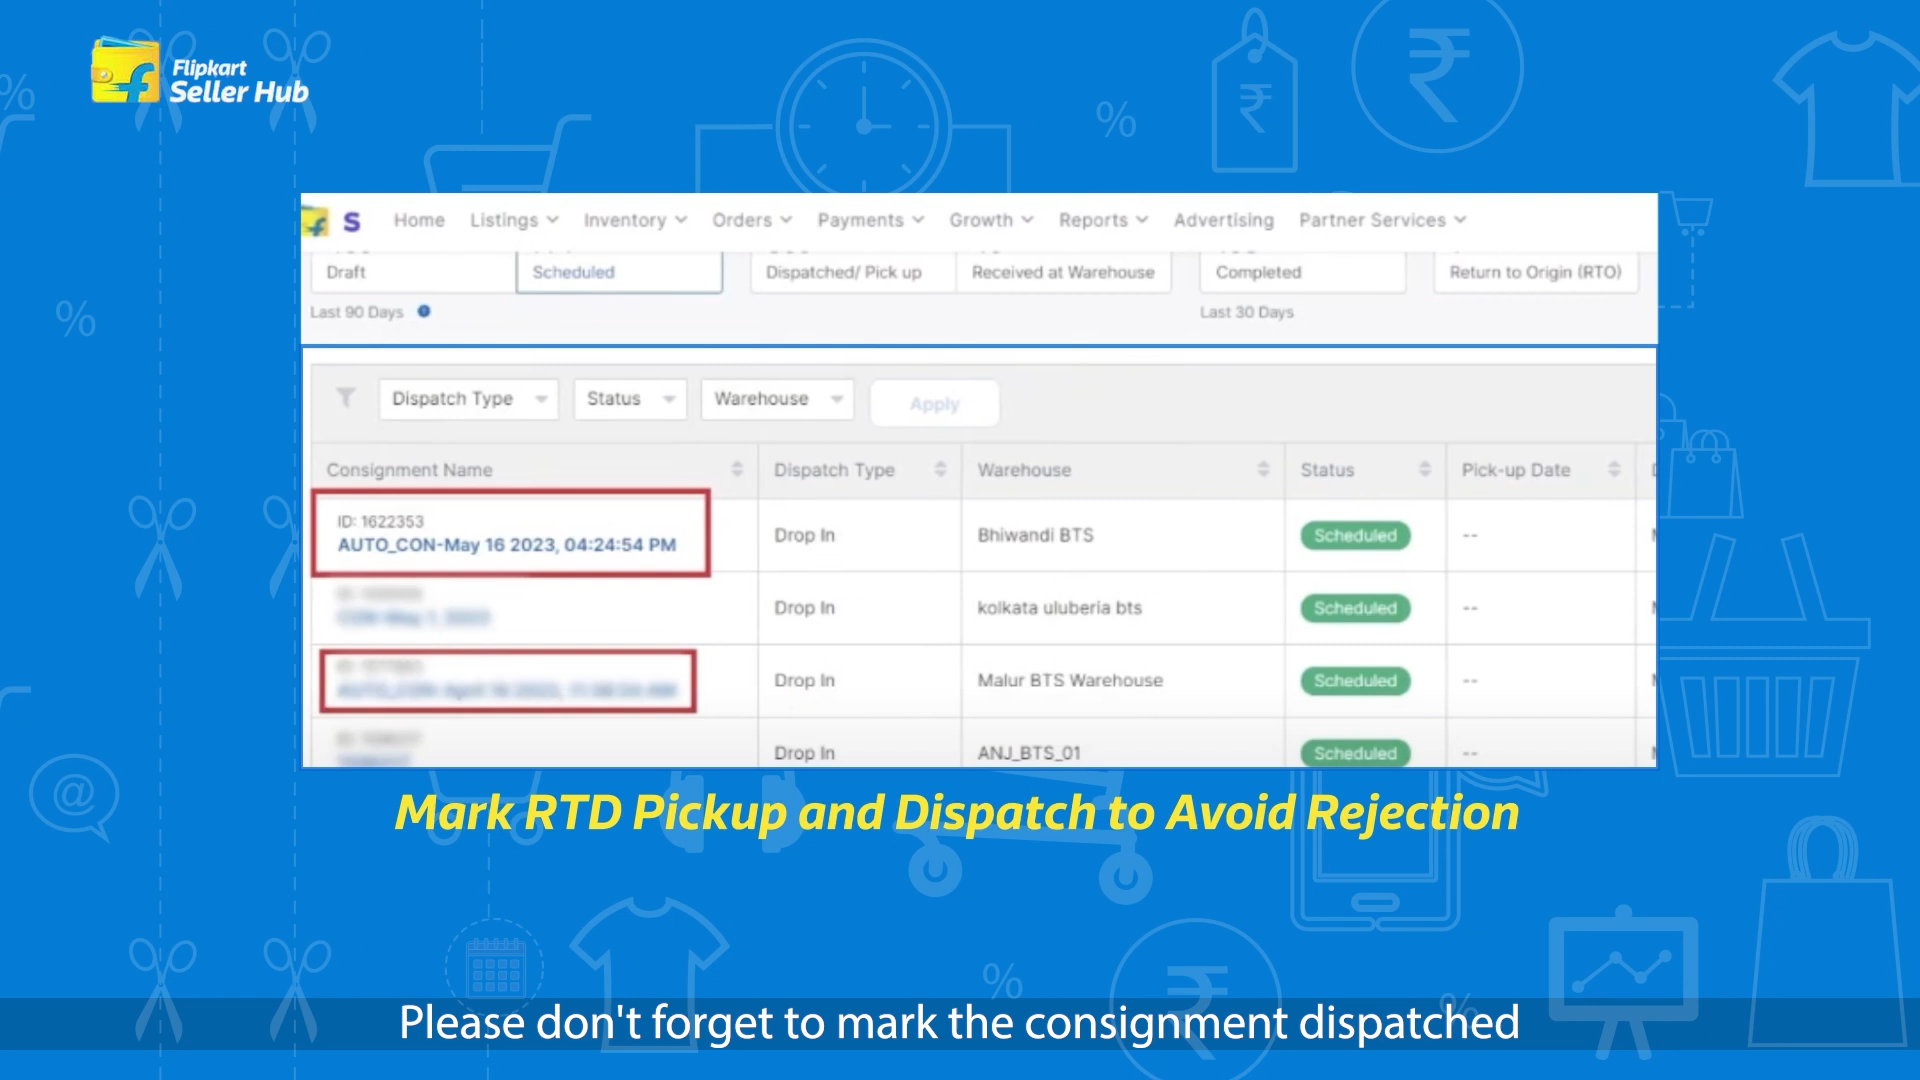 Flipkart
Seller Hub
S Home Listings Inventory Orders Payments Growth Reports Advertising Partner Services
Draft Scheduled Dispatched/ Pick up Received at Warehouse Completed Return to Origin (RTO)
Last 90 Days Last 30 Days
Dispatch Type Status Warehouse Apply
Consignment Name Dispatch Type Warehouse Status Pick-up Date
ID: 1622353
AUTO_CON-May 16 2023, 04:24:54 PM Drop In Bhiwandi BTS Scheduled --
Drop In kolkata uluberia bts Scheduled --
Drop In Malur BTS Warehouse Scheduled --
Drop In ANJ_BTS_01 Scheduled --
Mark RTD Pickup and Dispatch to Avoid Rejection
Please don't forget to mark the consignment dispatched